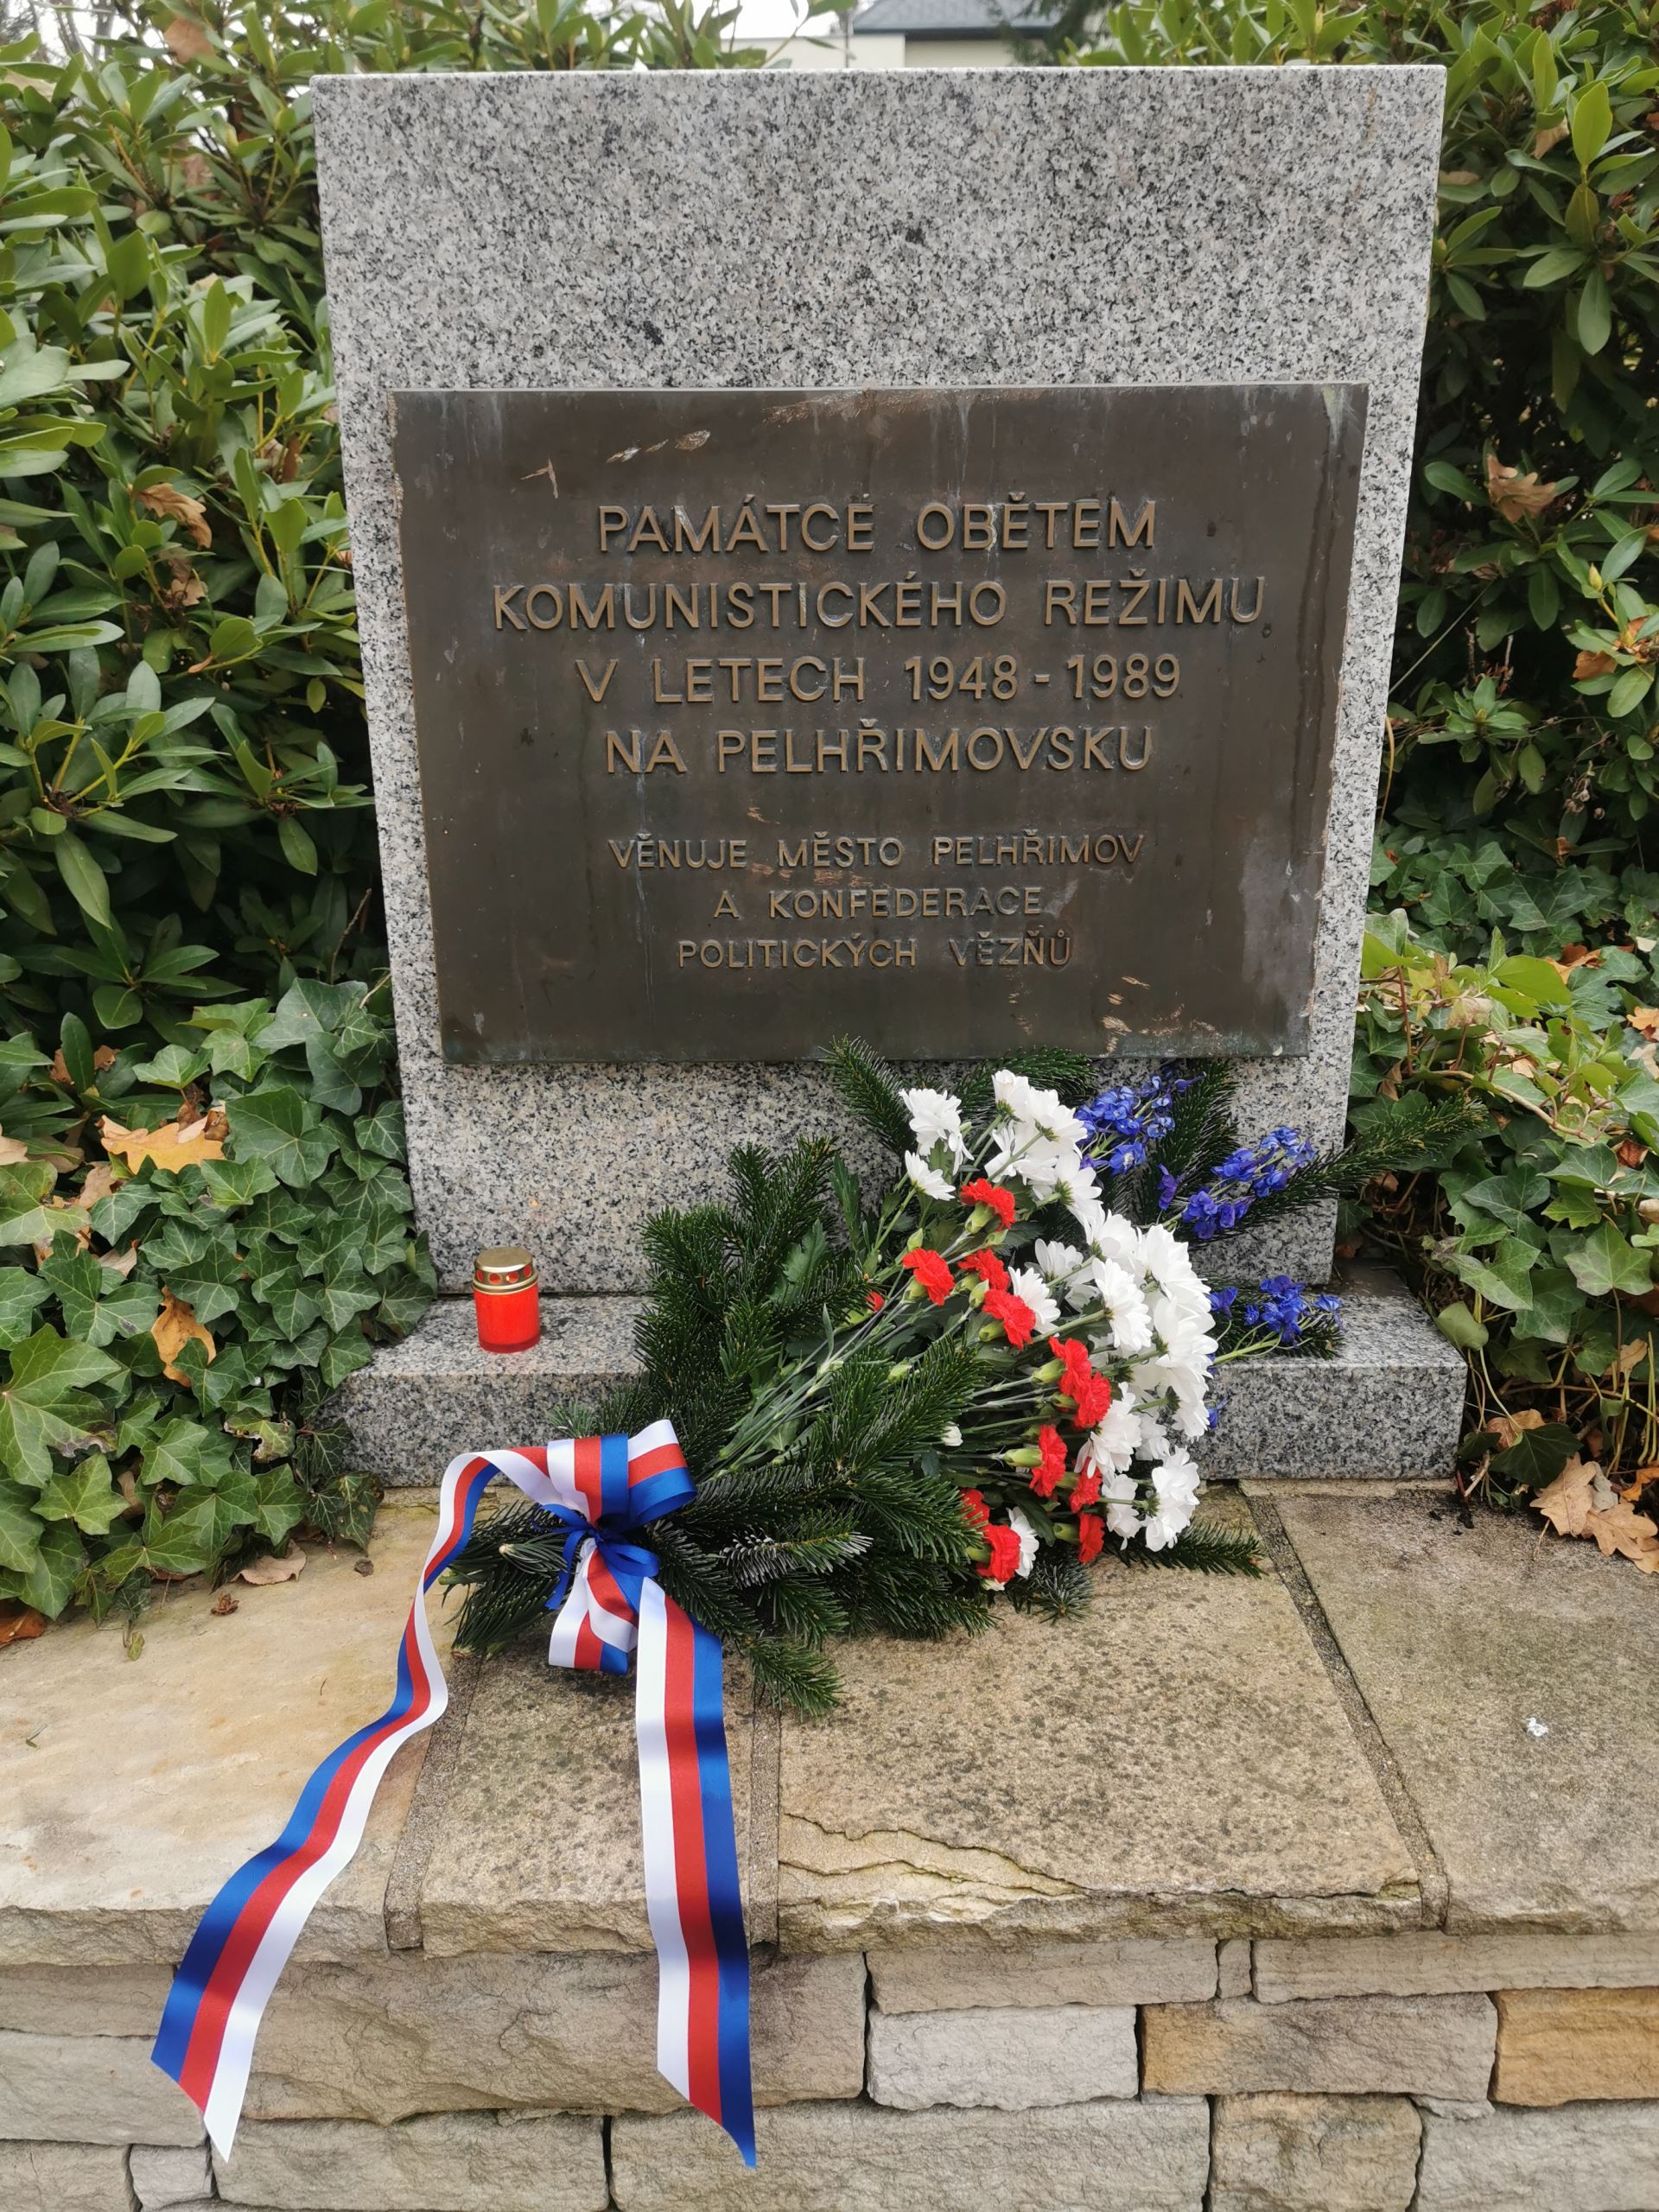 PAMÁTCE OBĚTEM
KOMUNISTICKÉHO REŽIMU
V LETECH 1948-1989
NA PELHŘIMOVSKU
VĚNUJE MĚSTO PELHŘIMOV
A KONFEDERACE
POLITICKÝCH VĚZŇŮ